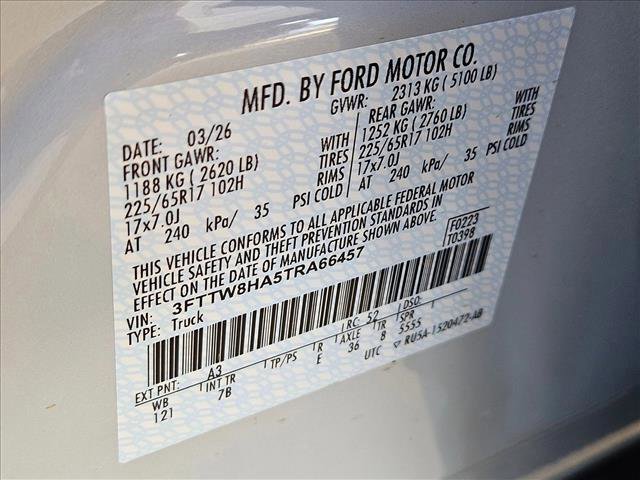 MFD. BY FORD MOTOR CO.
DATE: 03/26 GVWR: 2313 KG ( 5100 LB)
FRONT GAWR: REAR GAWR:
1188 KG ( 2620 LB) WITH 1252 KG ( 2760 LB) WITH
225/65R17 102H TIRES 225/65R17 102H TIRES
17x7.0J RIMS 17x7.0J RIMS
AT 240 kPa/ 35 PSI COLD AT 240 kPa/ 35 PSI COLD
THIS VEHICLE CONFORMS TO ALL APPLICABLE FEDERAL MOTOR
VEHICLE SAFETY AND THEFT PREVENTION STANDARDS IN
EFFECT ON THE DATE OF MANUFACTURE SHOWN ABOVE.
VIN: 3FTTW8HA5TRA66457 F0223
TYPE: Truck T0398
EXT PNT: A3 RC: 52 DSO:
WB INT TR TP/PS R AXLE TR SPR
121 7B E 36 8 5555
UTC ▽ RU5A-1520472-AB